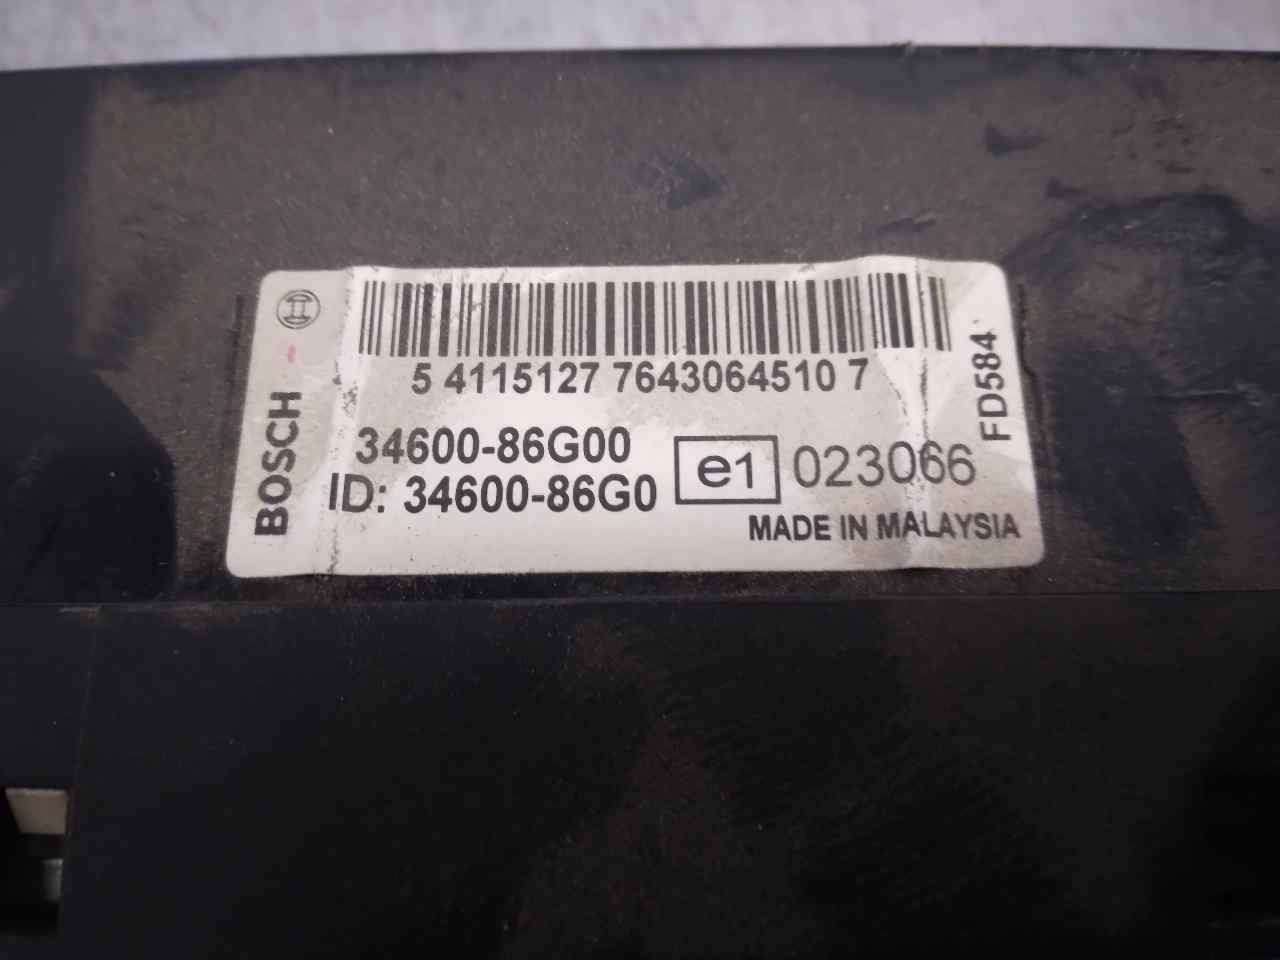 5 4115127 7643064510 7
34600-86G00
ID: 34600-86G0
e1
023066
MADE IN MALAYSIA
BOSCH
FD584